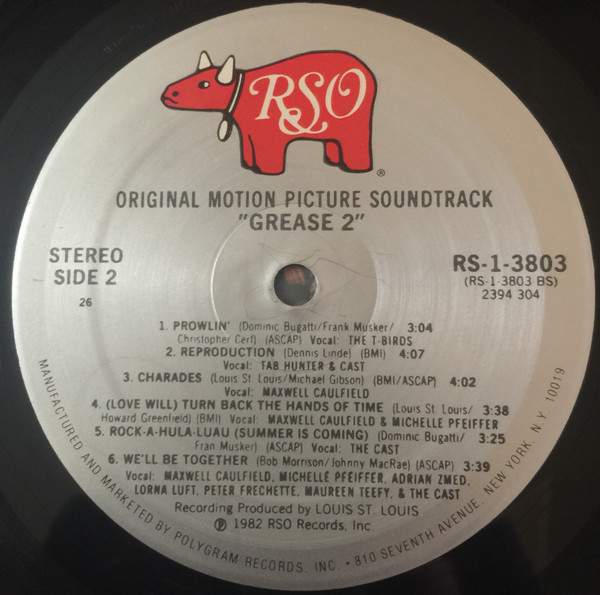 RSO
®
ORIGINAL MOTION PICTURE SOUNDTRACK
"GREASE 2"
STEREO
SIDE 2
26
RS-1-3803
(RS-1-3803 BS)
2394 304
1. PROWLIN' (Dominic Bugatti/Frank Musker/ 3:04
Christopher Cerf) (ASCAP) Vocal: THE T-BIRDS
2. REPRODUCTION (Dennis Linde) (BMI) 4:07
Vocal: TAB HUNTER & CAST
3. CHARADES (Louis St. Louis/Michael Gibson) (BMI/ASCAP) 4:02
Vocal: MAXWELL CAULFIELD
4. (LOVE WILL) TURN BACK THE HANDS OF TIME (Louis St. Louis/ 3:38
Howard Greenfield) (BMI) Vocal: MAXWELL CAULFIELD & MICHELLE PFEIFFER
5. ROCK-A-HULA-LUAU (SUMMER IS COMING) (Dominic Bugatti/ 3:25
Fran Musker) (ASCAP) Vocal: THE CAST
6. WE'LL BE TOGETHER (Bob Morrison/Johnny MacRae) (ASCAP) 3:39
Vocal: MAXWELL CAULFIELD, MICHELLE PFEIFFER, ADRIAN ZMED,
LORNA LUFT, PETER FRECHETTE, MAUREEN TEEFY, & THE CAST
Recording Produced by LOUIS ST. LOUIS
℗ 1982 RSO Records, Inc.
MANUFACTURED AND MARKETED BY POLYGRAM RECORDS, INC. • 810 SEVENTH AVENUE, NEW YORK, N.Y. 10019